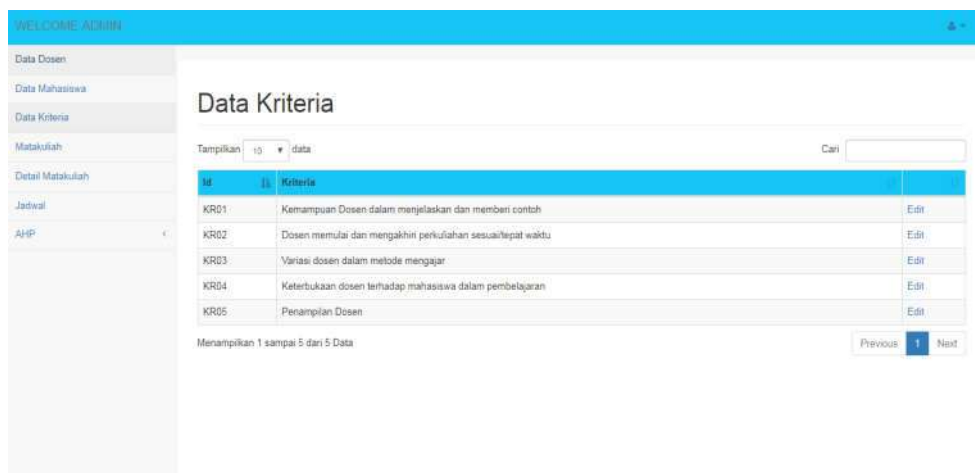 WELCOME ADMIN
Data Dosen
Data Mahasiswa
Data Kriteria
Matakuliah
Detail Matakuliah
Jadwal
AHP
Data Kriteria
Tampilkan 10 data
Cari
Id Kriteria
KR01 Kemampuan Dosen dalam menjelaskan dan memberi contoh Edit
KR02 Dosen memulai dan mengakhiri perkuliahan sesuai/tepat waktu Edit
KR03 Variasi dosen dalam metode mengajar Edit
KR04 Keterbukaan dosen terhadap mahasiswa dalam pembelajaran Edit
KR05 Penampilan Dosen Edit
Menampilkan 1 sampai 5 dari 5 Data
Previous 1 Next